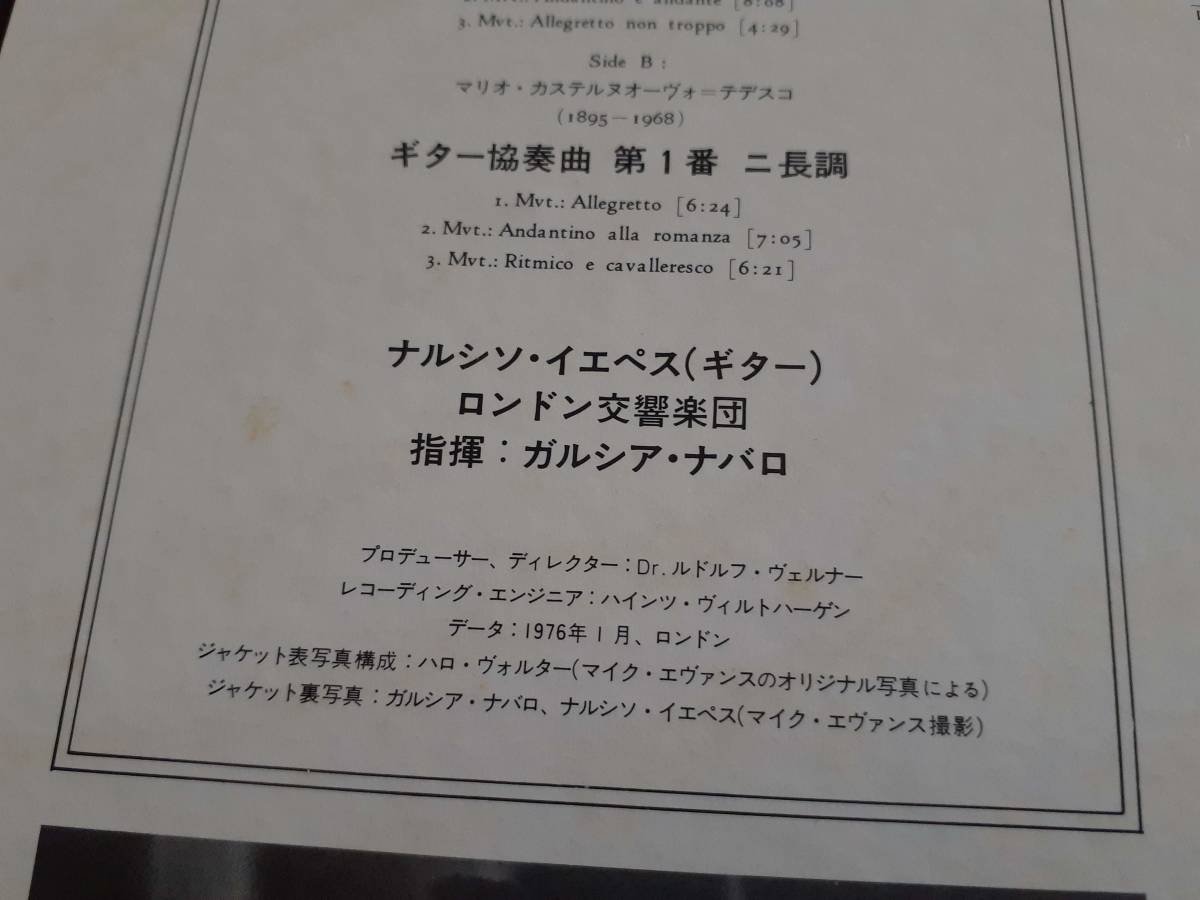 2. Mvt.: Andantino e andante [8:08]
3. Mvt.: Allegretto non troppo [4:29]
Side B :
マリオ・カステルヌオーヴォ=テデスコ
(1895－1968)
ギター協奏曲 第1番 ニ長調
1. Mvt.: Allegretto [6:24]
2. Mvt.: Andantino alla romanza [7:05]
3. Mvt.: Ritmico e cavalleresco [6:21]
ナルシソ・イエペス(ギター)
ロンドン交響楽団
指揮：ガルシア・ナバロ
プロデューサー、ディレクター：Dr.ルドルフ・ヴェルナー
レコーディング・エンジニア：ハインツ・ヴィルトハーゲン
データ：1976年1月、ロンドン
ジャケット表写真構成：ハロ・ヴォルター(マイク・エヴァンスのオリジナル写真による)
ジャケット裏写真：ガルシア・ナバロ、ナルシソ・イエペス(マイク・エヴァンス撮影)